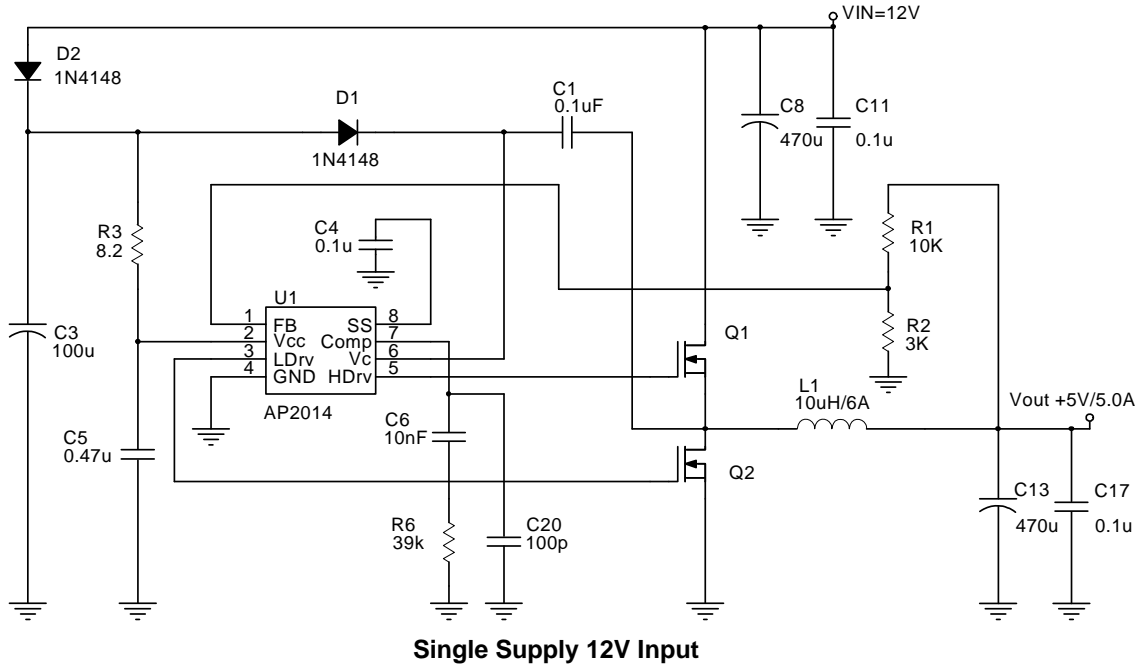 VIN=12V
D2
1N4148
D1
1N4148
C1
0.1uF
C8
470u
C11
0.1u
R3
8.2
C4
0.1u
R1
10K
U1
1 FB SS 8
2 Vcc Comp 7
3 LDrv Vc 6
4 GND HDrv 5
AP2014
C3
100u
Q1
R2
3K
L1
10uH/6A
Vout +5V/5.0A
C5
0.47u
C6
10nF
Q2
R6
39k
C20
100p
C13
470u
C17
0.1u
Single Supply 12V Input